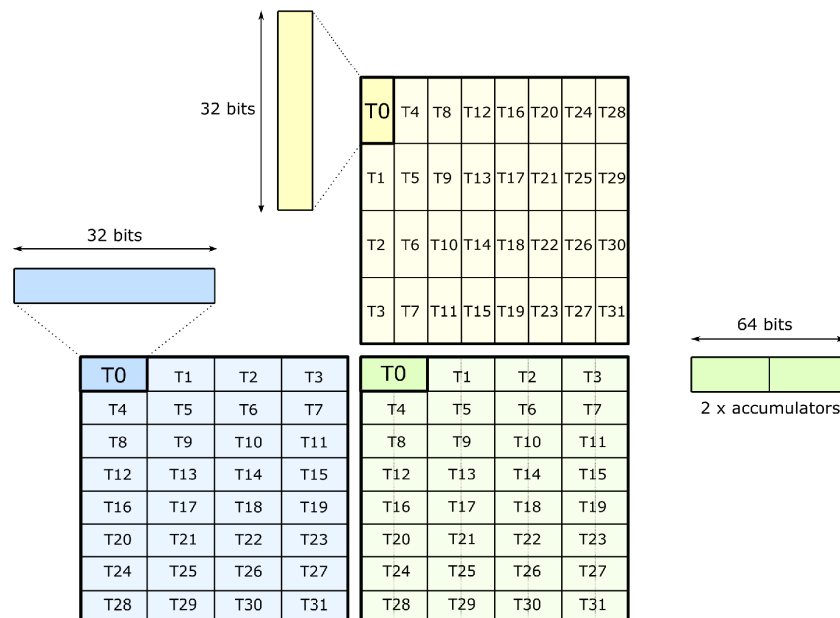 T0 T4 T8 T12 T16 T20 T24 T28
32 bits
T1 T5 T9 T13 T17 T21 T25 T29
T2 T6 T10 T14 T18 T22 T26 T30
32 bits
T3 T7 T11 T15 T19 T23 T27 T31
64 bits
T0 T1 T2 T3 T0 T1 T2 T3
T4 T5 T6 T7 T4 T5 T6 T7
2 x accumulators
T8 T9 T10 T11 T8 T9 T10 T11
T12 T13 T14 T15 T12 T13 T14 T15
T16 T17 T18 T19 T16 T17 T18 T19
T20 T21 T22 T23 T20 T21 T22 T23
T24 T25 T26 T27 T24 T25 T26 T27
T28 T29 T30 T31 T28 T29 T30 T31